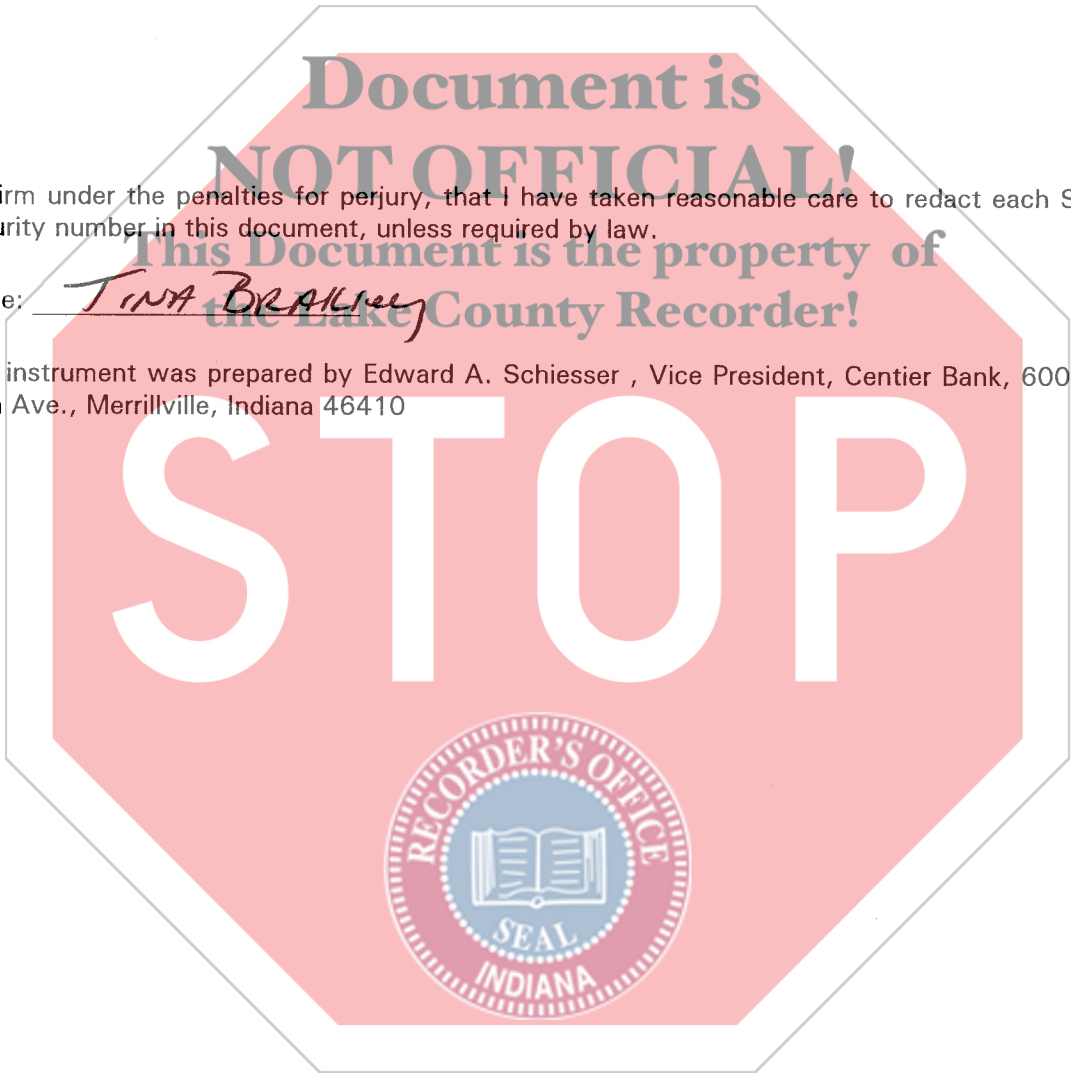 Document is
NOT OFFICIAL!
irm under the penalties for perjury, that I have taken reasonable care to redact each S
urity number in this document, unless required by law.
This Document is the property of
e: TINA BRAKLEY
the Lake County Recorder!
instrument was prepared by Edward A. Schiesser , Vice President, Centier Bank, 600
Ave., Merrillville, Indiana 46410
STOP
RECORDER'S OFFICE
SEAL
INDIANA